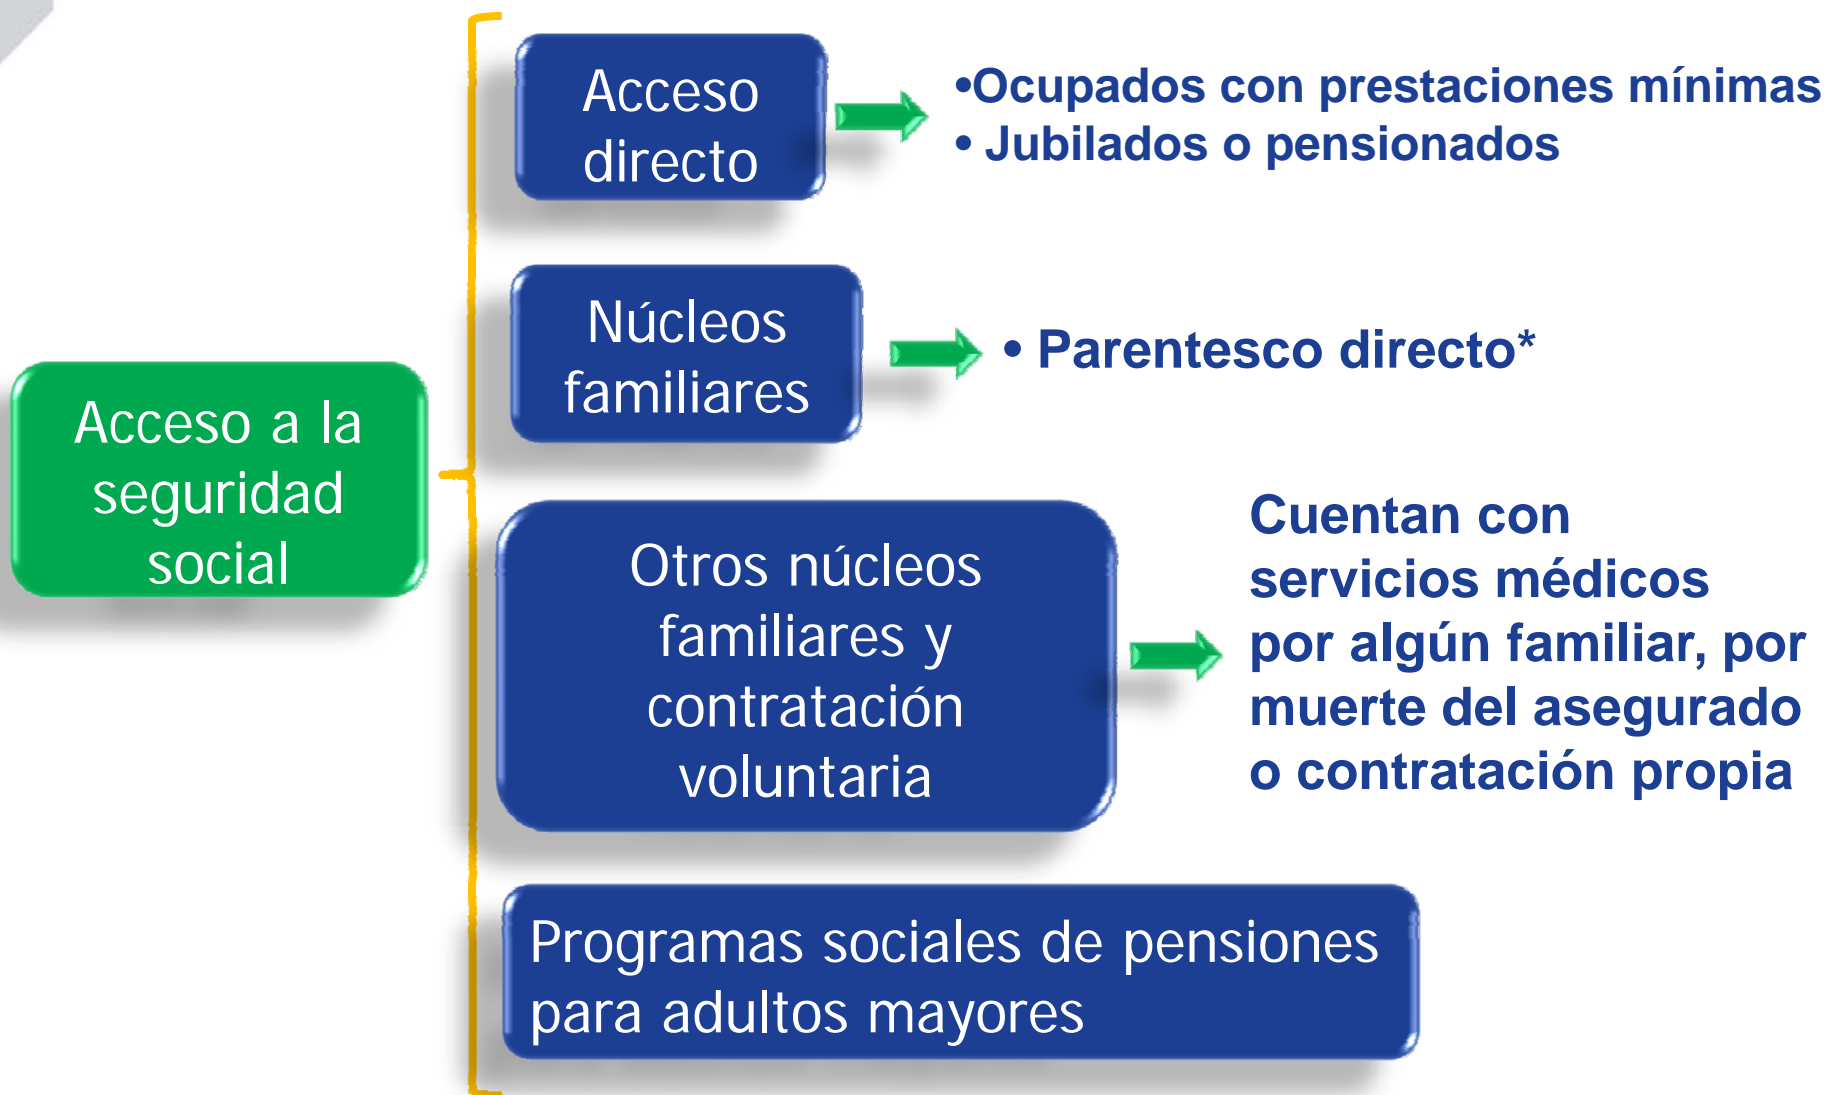 Acceso a la
seguridad
social
Acceso
directo
•Ocupados con prestaciones mínimas
• Jubilados o pensionados
Núcleos
familiares
• Parentesco directo*
Otros núcleos
familiares y
contratación
voluntaria
Cuentan con
servicios médicos
por algún familiar, por
muerte del asegurado
o contratación propia
Programas sociales de pensiones
para adultos mayores